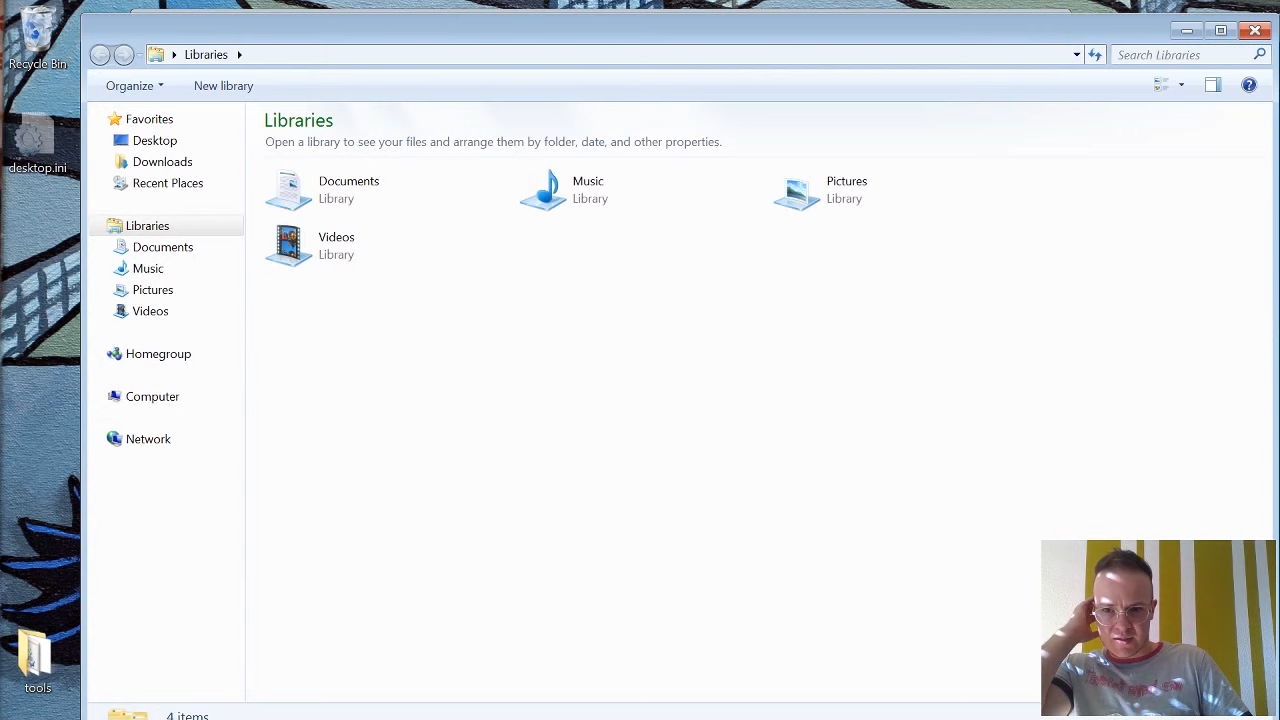 Recycle Bin
desktop.ini
tools
Libraries
Search Libraries
Organize
New library
Favorites
Desktop
Downloads
Recent Places
Libraries
Documents
Music
Pictures
Videos
Homegroup
Computer
Network
Libraries
Open a library to see your files and arrange them by folder, date, and other properties.
Documents
Library
Music
Library
Pictures
Library
Videos
Library
4 items